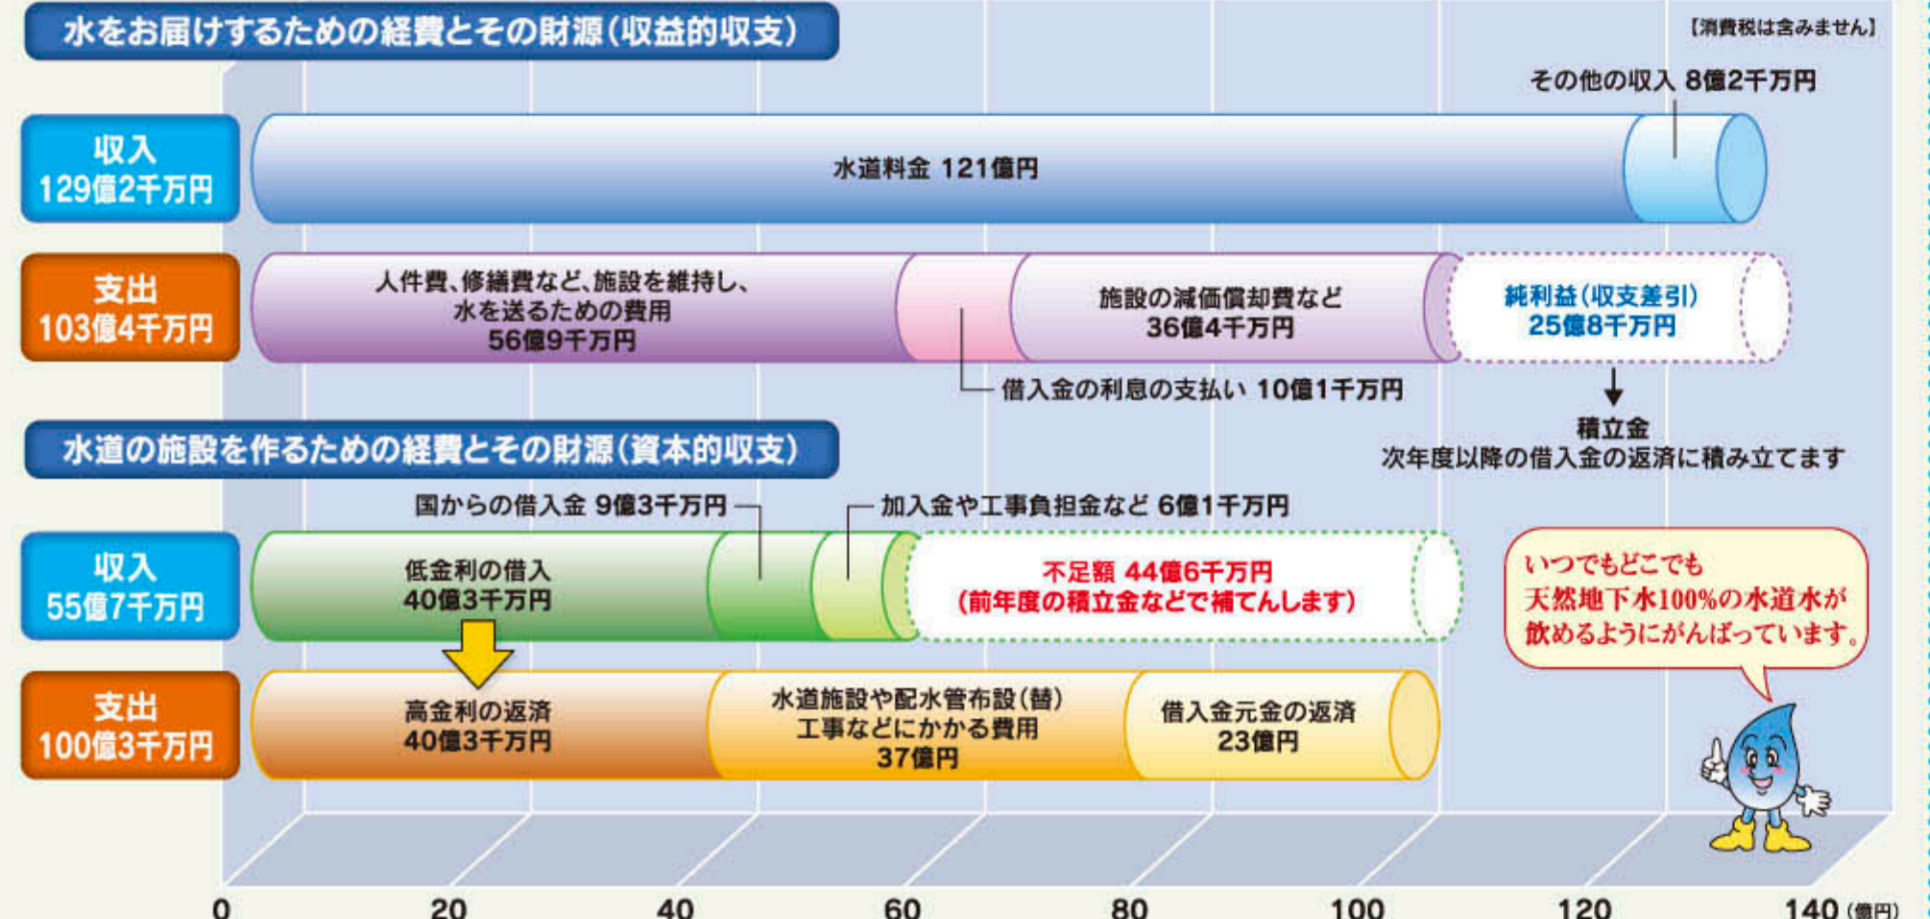 水をお届けするための経費とその財源(収益的収支)
【消費税は含みません】
その他の収入 8億2千万円
収入
129億2千万円
水道料金 121億円
支出
103億4千万円
人件費、修繕費など、施設を維持し、
水を送るための費用
56億9千万円
施設の減価償却費など
36億4千万円
純利益(収支差引)
25億8千万円
借入金の利息の支払い 10億1千万円
積立金
次年度以降の借入金の返済に積み立てます
水道の施設を作るための経費とその財源(資本的収支)
国からの借入金 9億3千万円
加入金や工事負担金など 6億1千万円
収入
55億7千万円
低金利の借入
40億3千万円
不足額 44億6千万円
(前年度の積立金などで補てんします)
いつでもどこでも
天然地下水100%の水道水が
飲めるようにがんばっています。
支出
100億3千万円
高金利の返済
40億3千万円
水道施設や配水管布設(替)
工事などにかかる費用
37億円
借入金元金の返済
23億円
0 20 40 60 80 100 120 140 (億円)